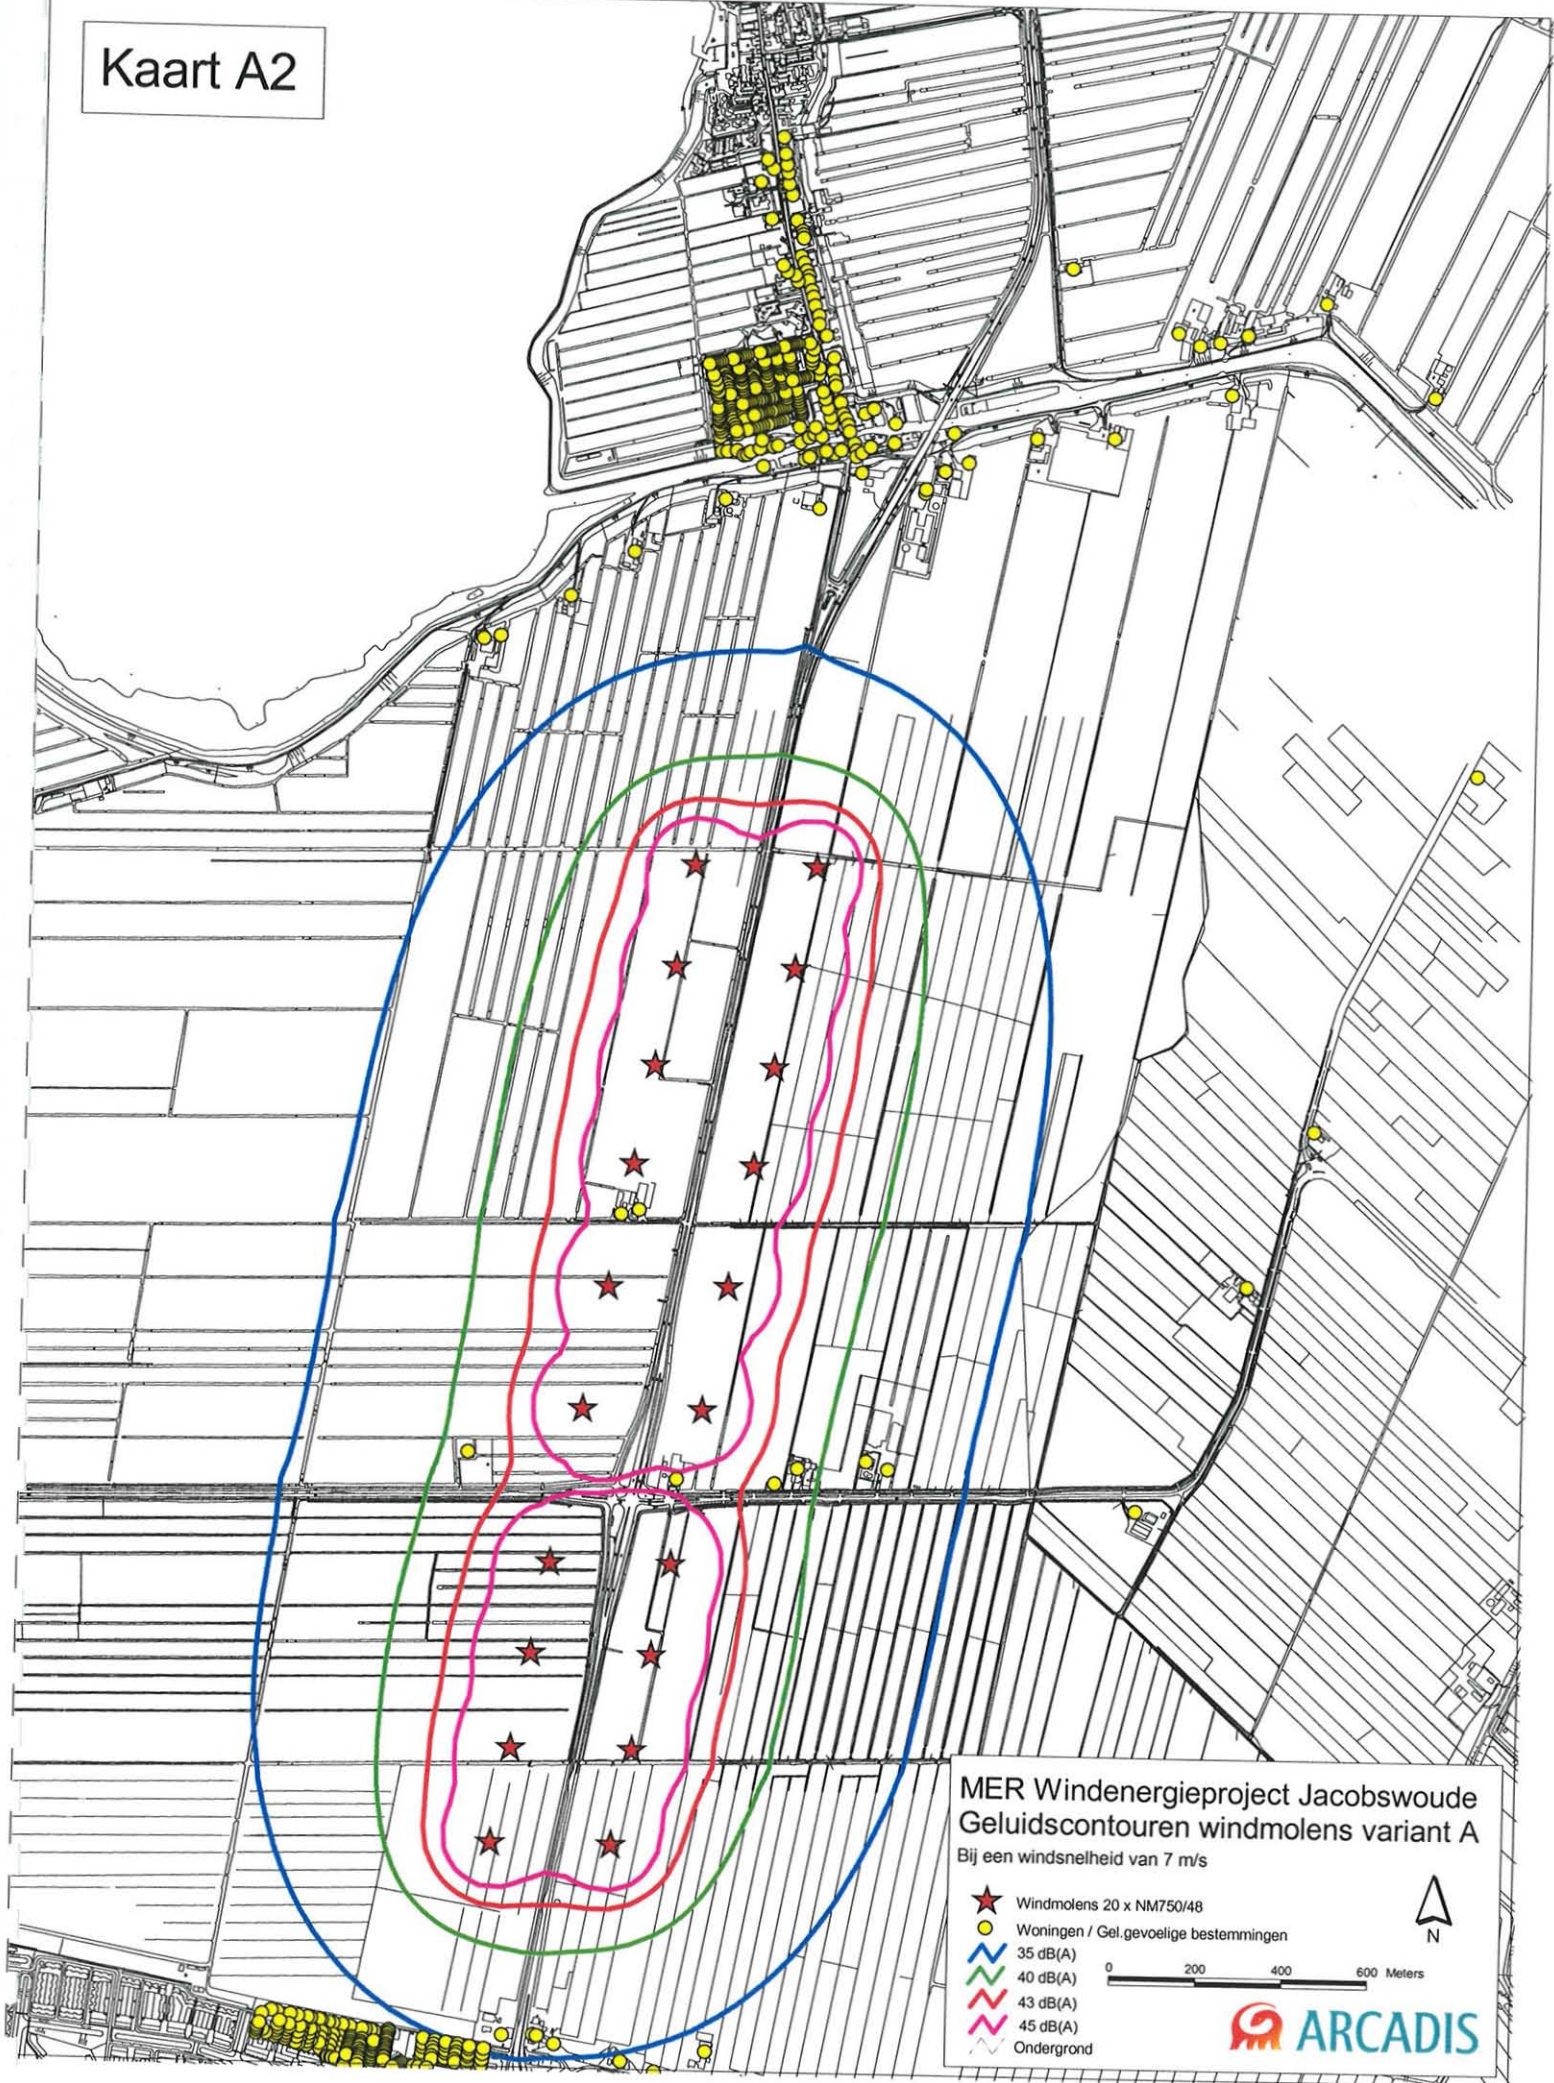 Kaart A2
MER Windenergieproject Jacobswoude
Geluidscontouren windmolens variant A
Bij een windsnelheid van 7 m/s
Windmolens 20 x NM750/48
Woningen / Gel.gevoelige bestemmingen
35 dB(A)
40 dB(A)
43 dB(A)
45 dB(A)
Ondergrond
N
0 200 400 600 Meters
ARCADIS